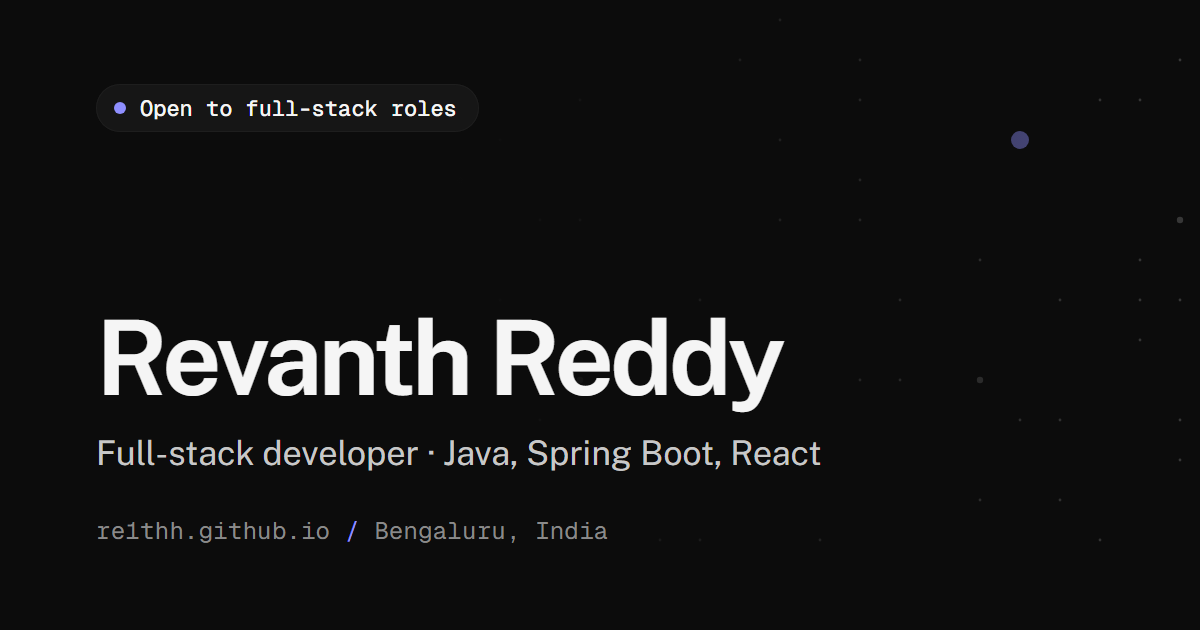 Open to full-stack roles
Revanth Reddy
Full-stack developer · Java, Spring Boot, React
re1thh.github.io / Bengaluru, India